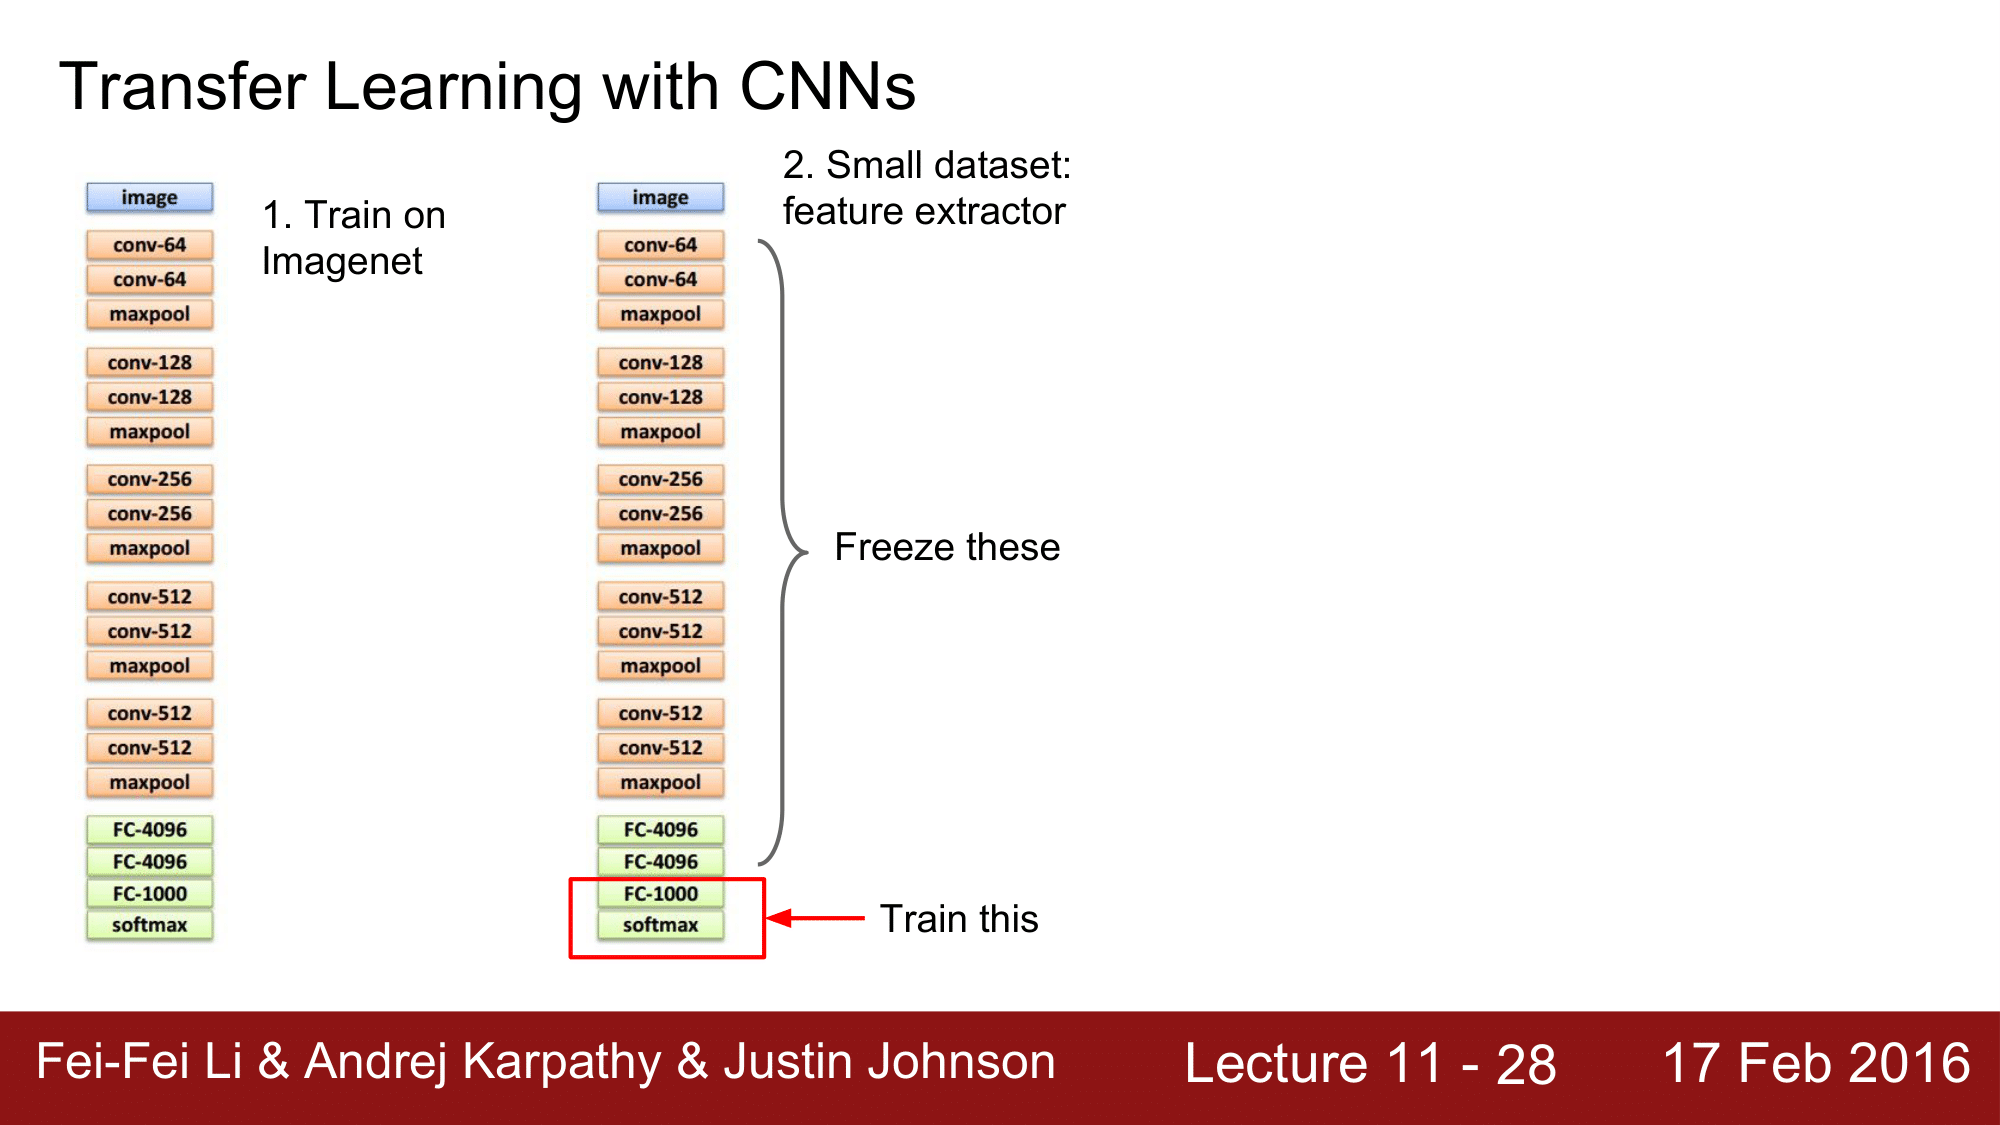 Transfer Learning with CNNs
image
conv-64
conv-64
maxpool
conv-128
conv-128
maxpool
conv-256
conv-256
maxpool
conv-512
conv-512
maxpool
conv-512
conv-512
maxpool
FC-4096
FC-4096
FC-1000
softmax
1. Train on
Imagenet
image
conv-64
conv-64
maxpool
conv-128
conv-128
maxpool
conv-256
conv-256
maxpool
conv-512
conv-512
maxpool
conv-512
conv-512
maxpool
FC-4096
FC-4096
FC-1000
softmax
2. Small dataset:
feature extractor
Freeze these
Train this
Fei-Fei Li & Andrej Karpathy & Justin Johnson
Lecture 11 - 28
17 Feb 2016